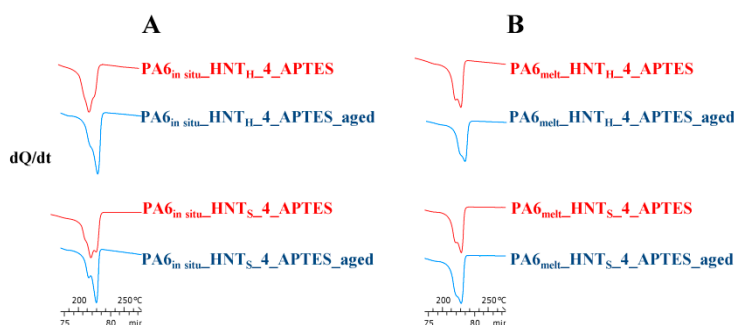 A B
PA6in situ_HNTH_4_APTES PA6melt_HNTH_4_APTES
PA6in situ_HNTH_4_APTES_aged PA6melt_HNTH_4_APTES_aged
dQ/dt
PA6in situ_HNTS_4_APTES PA6melt_HNTS_4_APTES
PA6in situ_HNTS_4_APTES_aged PA6melt_HNTS_4_APTES_aged
200 250 °C 200 250 °C
75 80 min 75 80 min